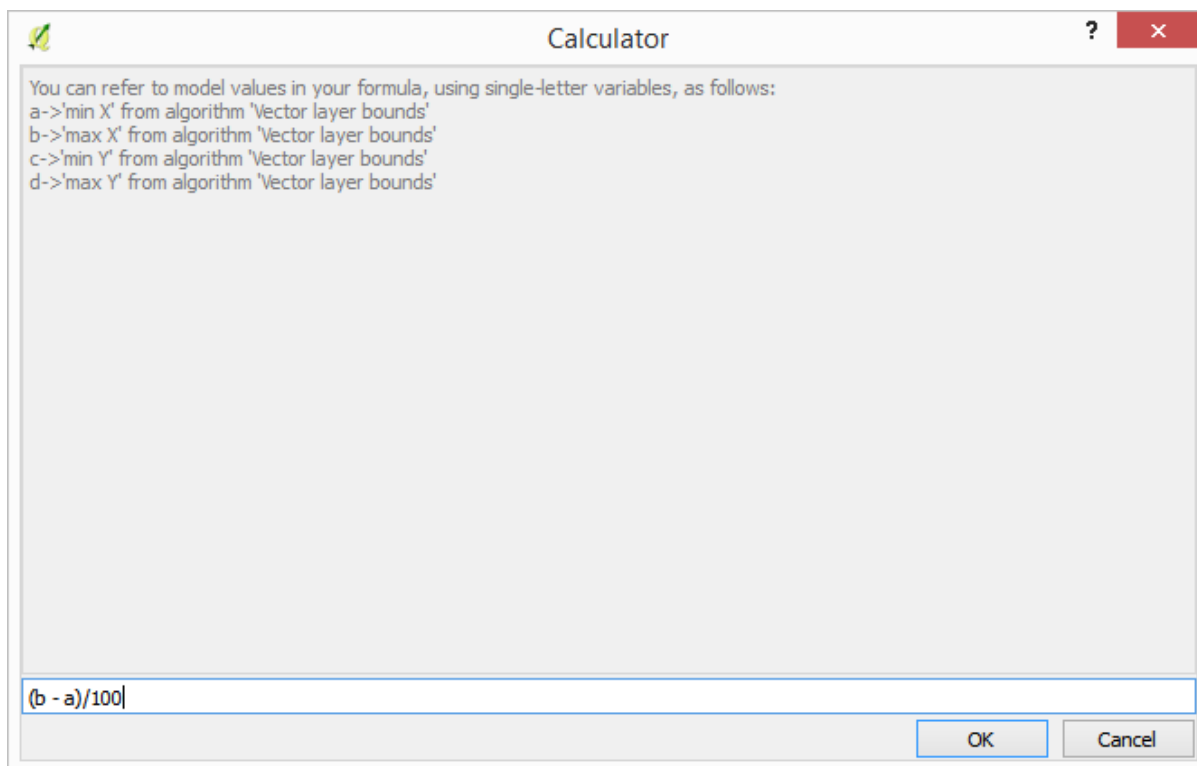 Calculator
?
You can refer to model values in your formula, using single-letter variables, as follows:
a->'min X' from algorithm 'Vector layer bounds'
b->'max X' from algorithm 'Vector layer bounds'
c->'min Y' from algorithm 'Vector layer bounds'
d->'max Y' from algorithm 'Vector layer bounds'
(b - a)/100
OK Cancel